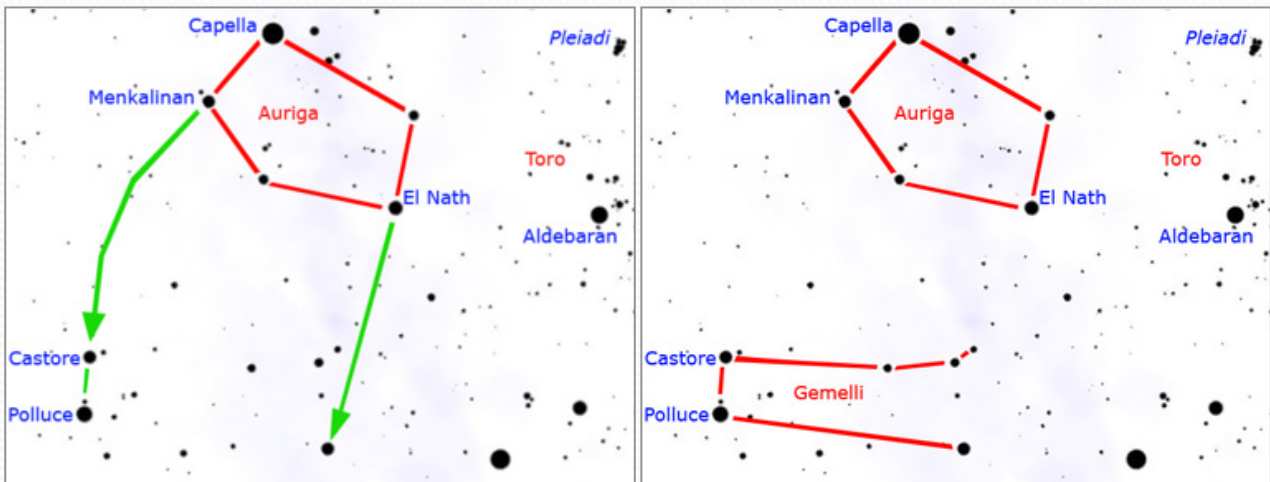 Capella
Pleiadi
Menkalinan
Auriga
Toro
El Nath
Aldebaran
Castore
Polluce
Capella
Pleiadi
Menkalinan
Auriga
Toro
El Nath
Aldebaran
Castore
Gemelli
Polluce